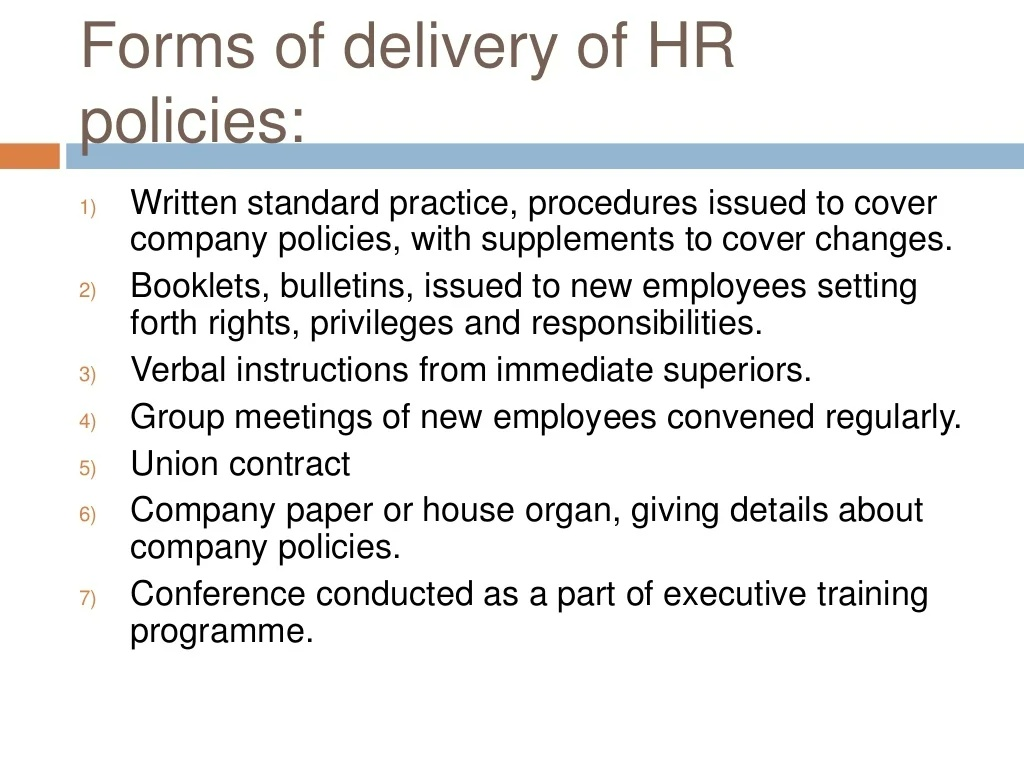 Forms of delivery of HR
policies:
1) Written standard practice, procedures issued to cover
company policies, with supplements to cover changes.
2) Booklets, bulletins, issued to new employees setting
forth rights, privileges and responsibilities.
3) Verbal instructions from immediate superiors.
4) Group meetings of new employees convened regularly.
5) Union contract
6) Company paper or house organ, giving details about
company policies.
7) Conference conducted as a part of executive training
programme.